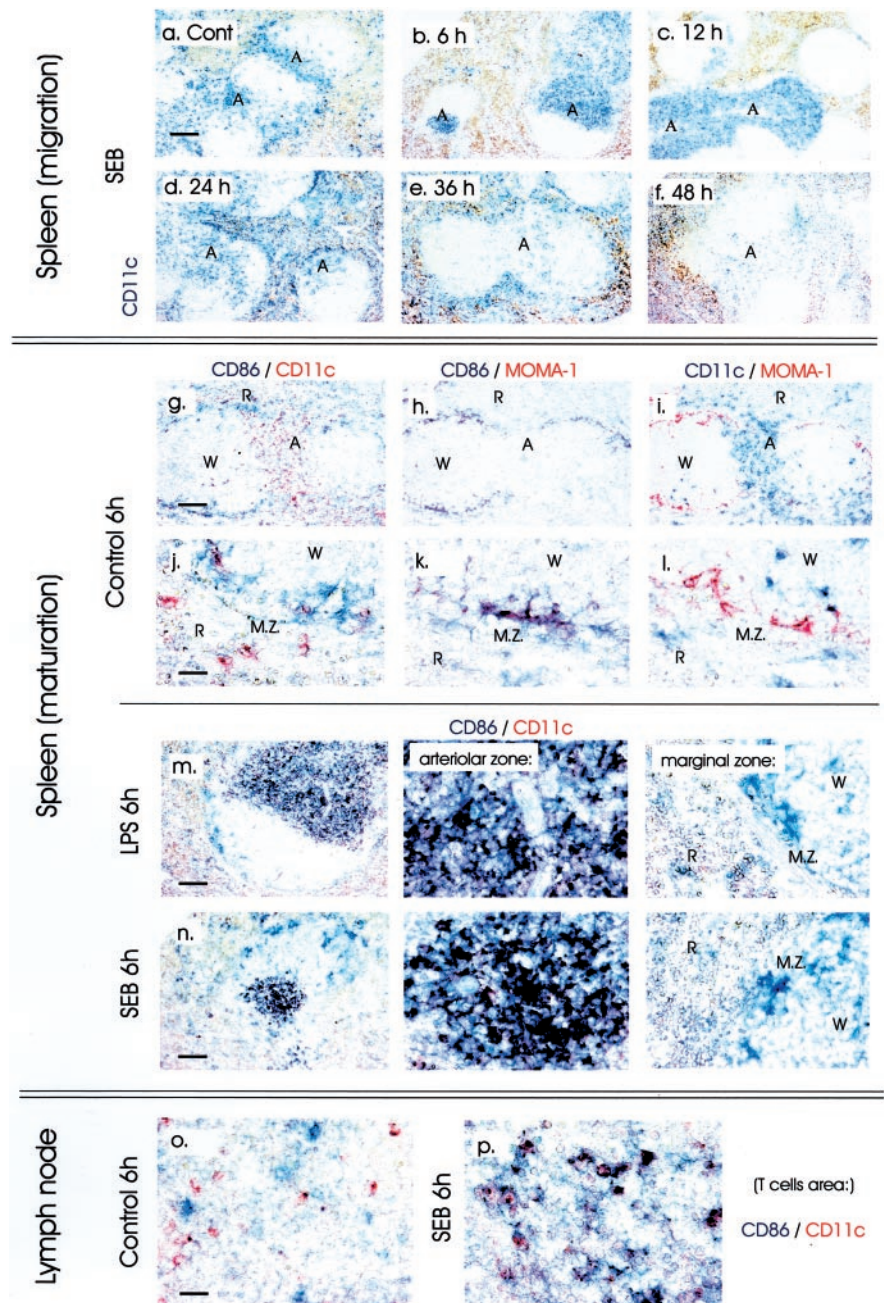 Spleen (migration)
SEB
CD11c
a. Cont
A
A
b. 6 h
A
A
c. 12 h
A
A
d. 24 h
A
A
e. 36 h
A
f. 48 h
A
Spleen (maturation)
Control 6h
CD86 / CD11c
CD86 / MOMA-1
CD11c / MOMA-1
g.
R
A
W
h.
R
A
W
i.
R
A
W
j.
W
R
M.Z.
k.
W
M.Z.
R
l.
W
M.Z.
R
CD86 / CD11c
LPS 6h
m.
arteriolar zone:
marginal zone:
W
R
M.Z.
SEB 6h
n.
R
M.Z.
W
Lymph node
Control 6h
o.
SEB 6h
p.
(T cells area:)
CD86 / CD11c